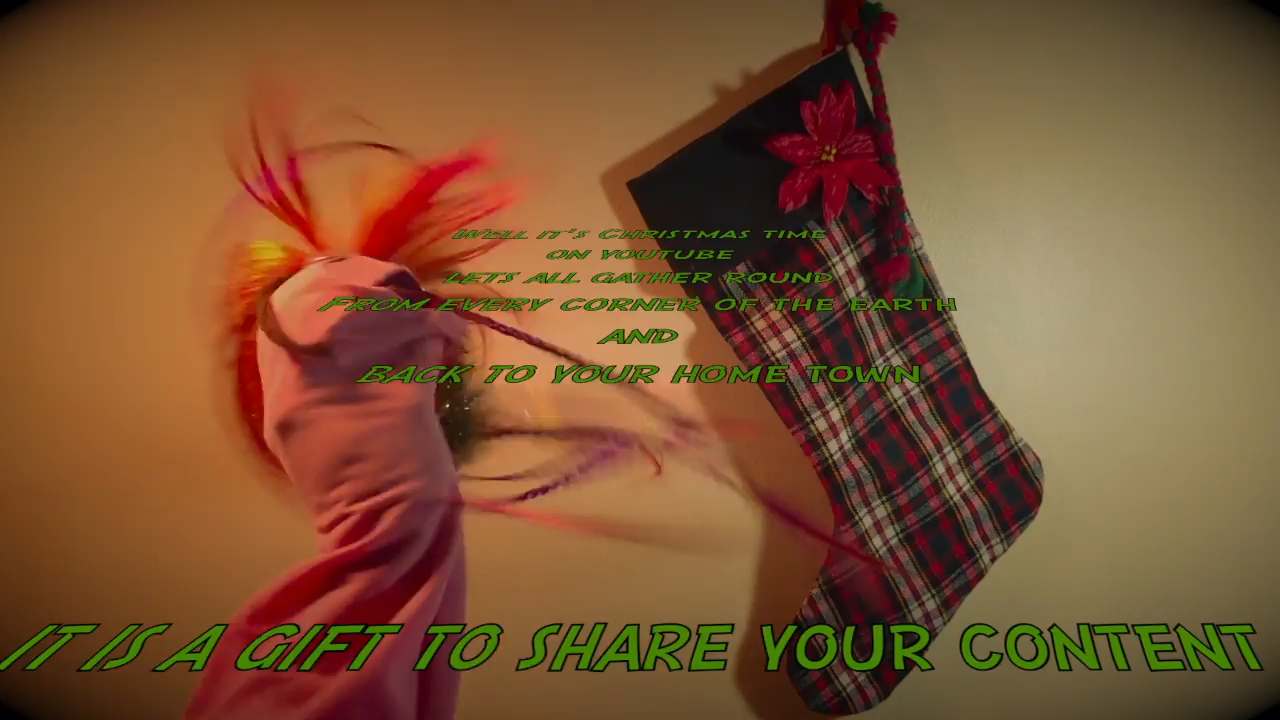 Well it's Christmas time
on youtube
lets all gather round
From every corner of the earth
and
back to your home town
It is a gift to share your content